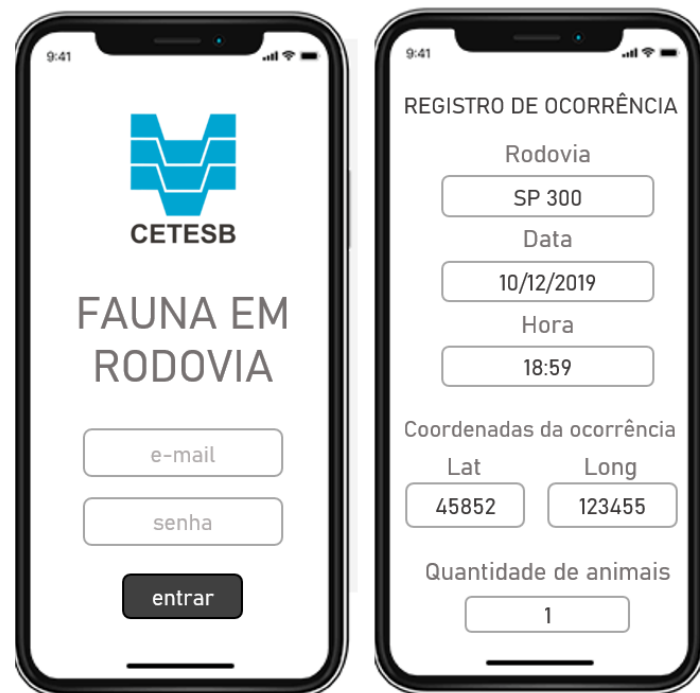 9:41
CETESB
FAUNA EM
RODOVIA
e-mail
senha
entrar
9:41
REGISTRO DE OCORRÊNCIA
Rodovia
SP 300
Data
10/12/2019
Hora
18:59
Coordenadas da ocorrência
Lat Long
45852 123455
Quantidade de animais
1